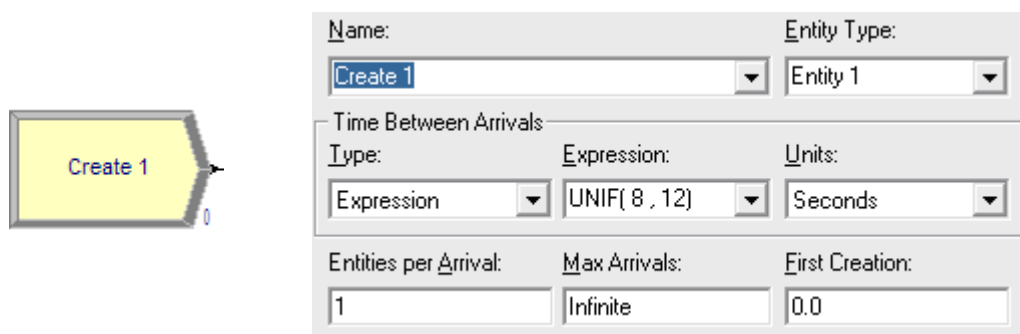 Create 1
0
Name: Entity Type:
Create 1 Entity 1
Time Between Arrivals
Type: Expression: Units:
Expression UNIF( 8 , 12) Seconds
Entities per Arrival: Max Arrivals: First Creation:
1 Infinite 0.0